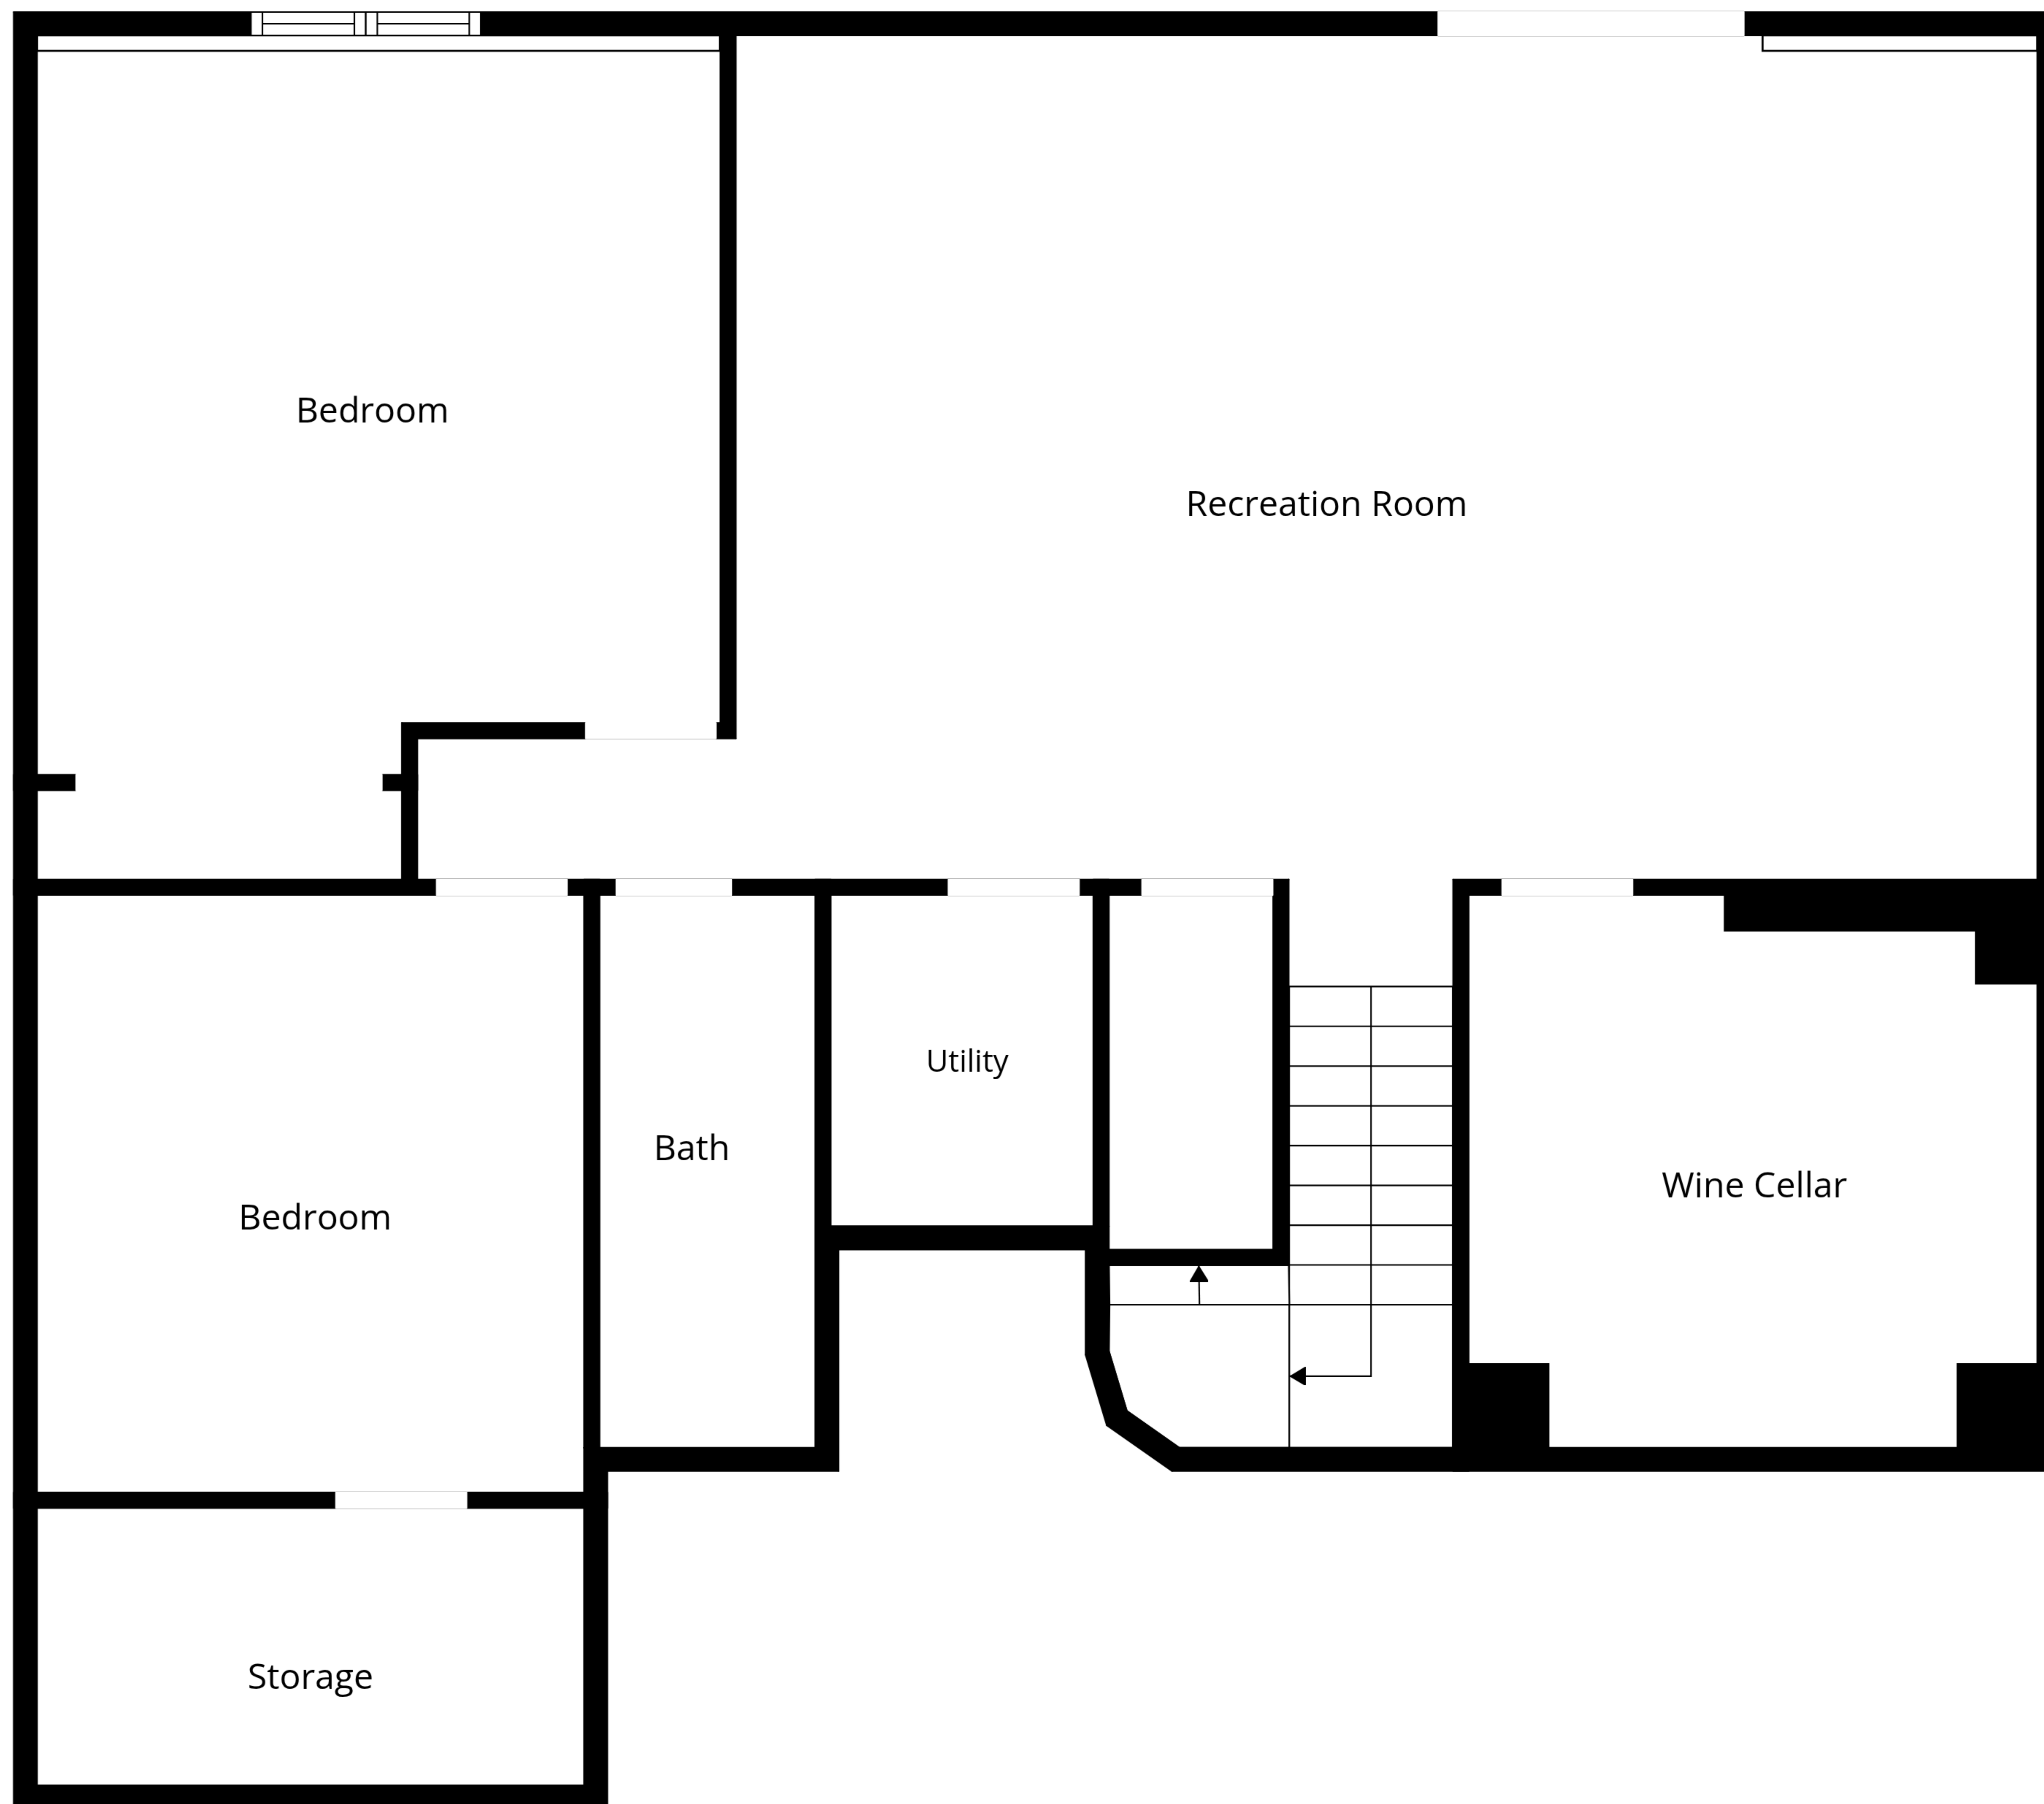 Bedroom
Recreation Room
Utility
Bath
Wine Cellar
Bedroom
Storage